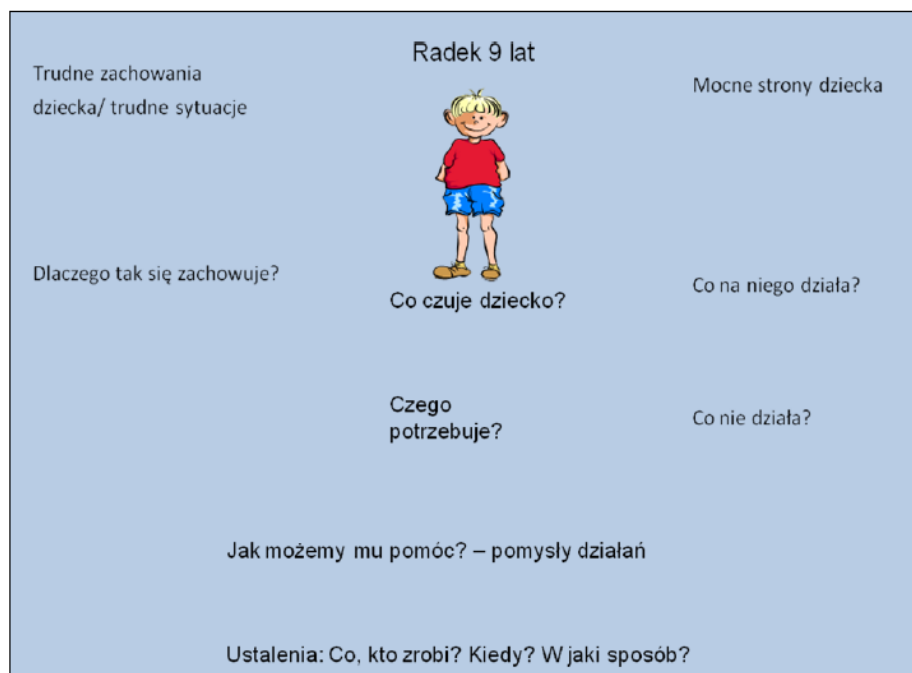 Radek 9 lat
Trudne zachowania
dziecka/ trudne sytuacje
Mocne strony dziecka
Dlaczego tak się zachowuje?
Co czuje dziecko?
Co na niego działa?
Czego
potrzebuje?
Co nie działa?
Jak możemy mu pomóc? – pomysły działań
Ustalenia: Co, kto zrobi? Kiedy? W jaki sposób?